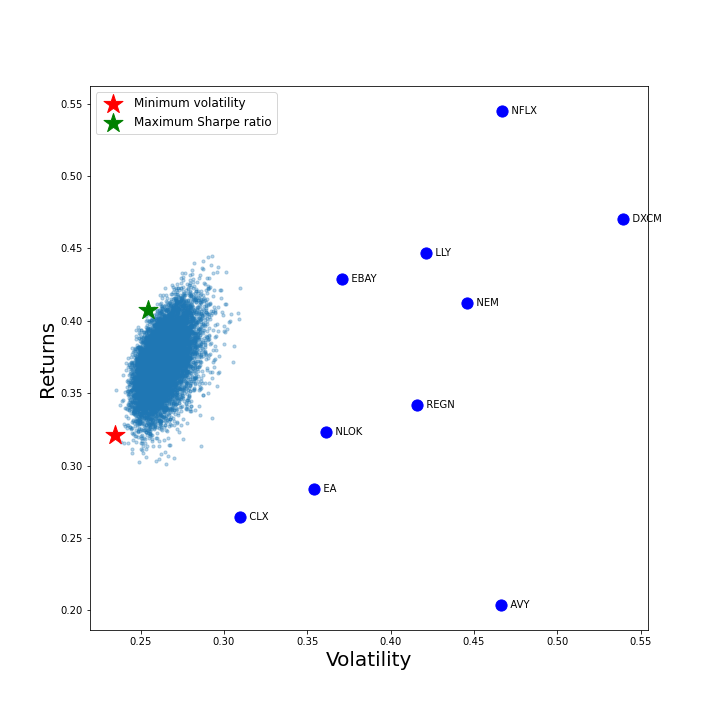 Minimum volatility
Maximum Sharpe ratio
NFLX
DXCM
LLY
EBAY
NEM
REGN
NLOK
EA
CLX
AVY
0.55
0.50
0.45
0.40
0.35
0.30
0.25
0.20
Returns
0.25 0.30 0.35 0.40 0.45 0.50 0.55
Volatility